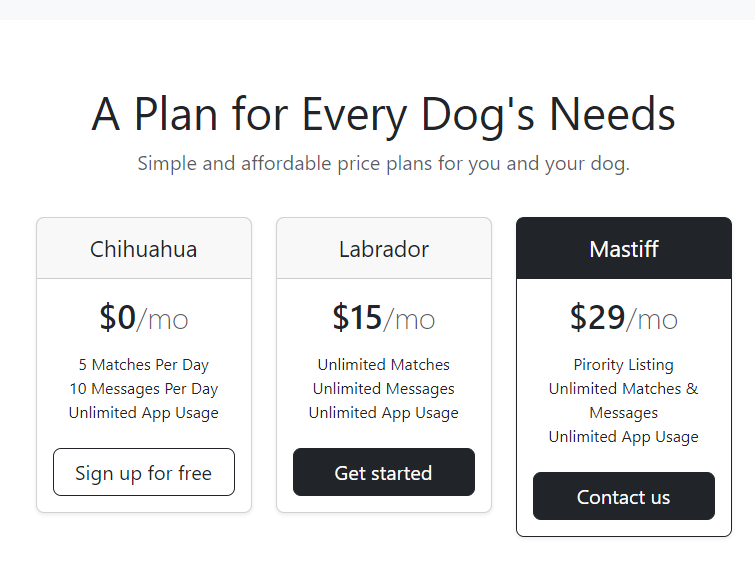 A Plan for Every Dog's Needs
Simple and affordable price plans for you and your dog.
Chihuahua
$0/mo
5 Matches Per Day
10 Messages Per Day
Unlimited App Usage
Sign up for free
Labrador
$15/mo
Unlimited Matches
Unlimited Messages
Unlimited App Usage
Get started
Mastiff
$29/mo
Pirority Listing
Unlimited Matches &
Messages
Unlimited App Usage
Contact us